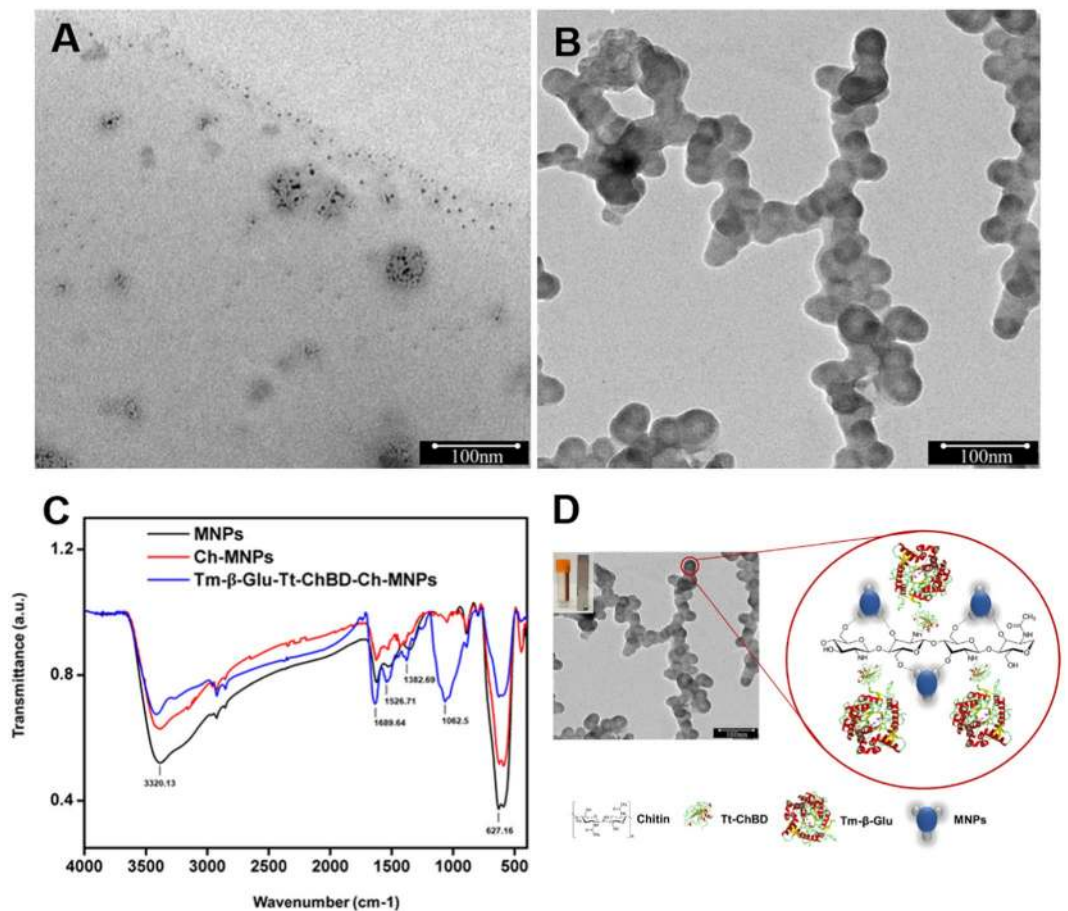 A
100nm
B
100nm
C
MNPs
Ch-MNPs
Tm-β-Glu-Tt-ChBD-Ch-MNPs
1.2
0.8
0.4
Transmittance (a.u.)
3320.13
1689.64
1526.71
1382.69
1062.5
627.16
4000 3500 3000 2500 2000 1500 1000 500
Wavenumber (cm-1)
D
100nm
Chitin
Tt-ChBD
Tm-β-Glu
MNPs